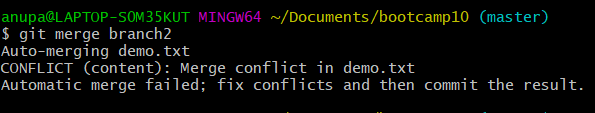 anupa@LAPTOP-SOM35KUT MINGW64 ~/Documents/bootcamp10 (master)
$ git merge branch2
Auto-merging demo.txt
CONFLICT (content): Merge conflict in demo.txt
Automatic merge failed; fix conflicts and then commit the result.